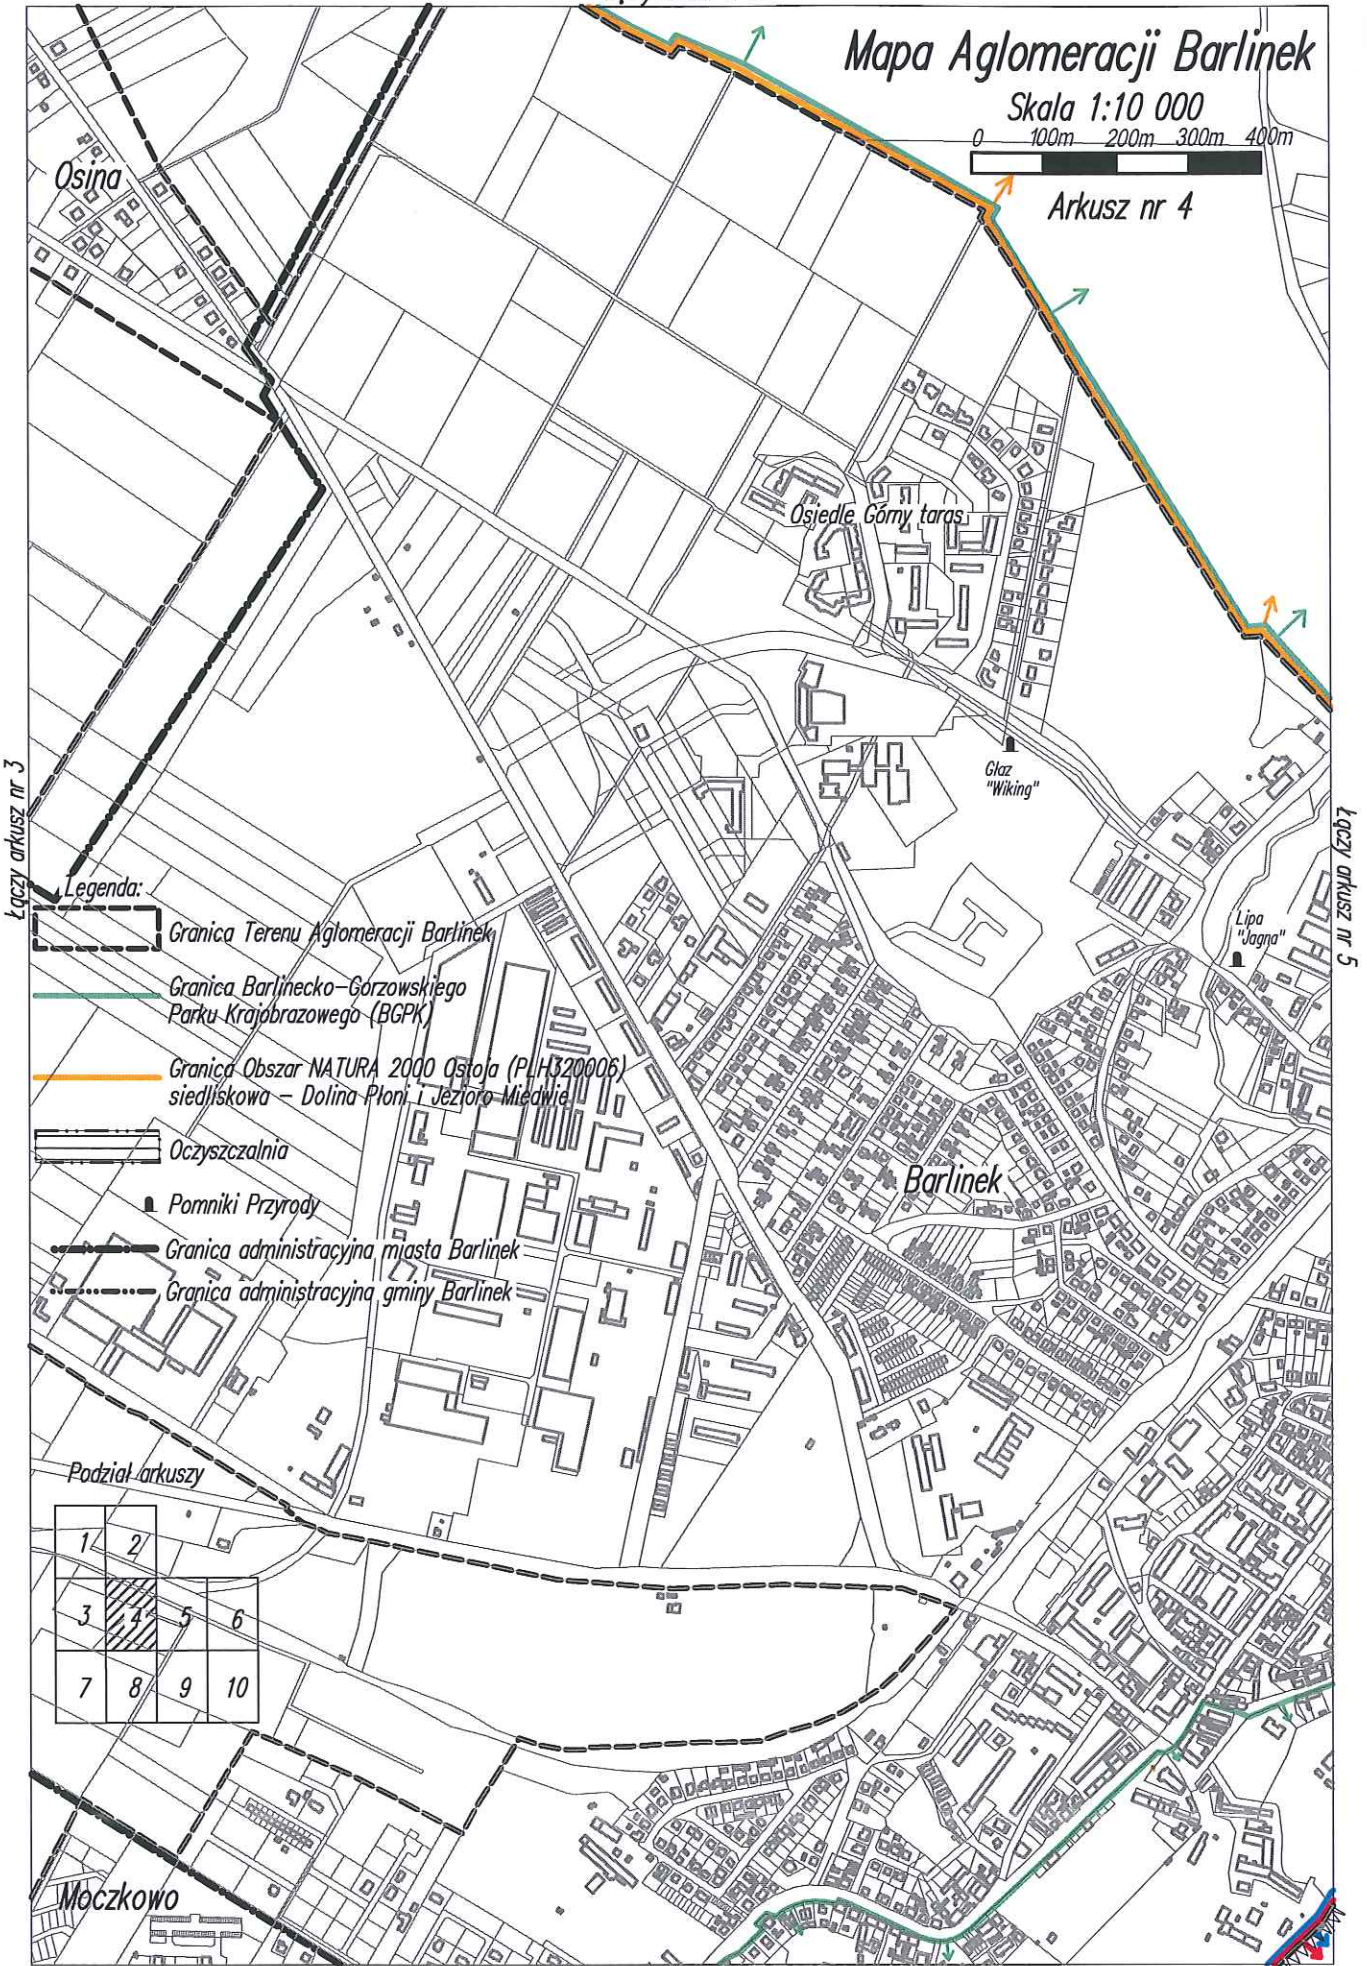 Mapa Aglomeracji Barlinek
Skala 1:10 000
0 100m 200m 300m 400m
Arkusz nr 4
Osina
Osiedle Górny taras
Głaz
"Wiking"
Łączy arkusz nr 3
Łączy arkusz nr 5
Lipa
"Jagna"
Legenda:
Granica Terenu Aglomeracji Barlinek
Granica Barlinecko-Gorzowskiego
Parku Krajobrazowego (BGPK)
Granica Obszar NATURA 2000 Ostoja (PLH320006)
siedliskowa - Dolina Płoni i Jezioro Miedwie
Oczyszczalnia
Pomniki Przyrody
Granica administracyjna miasta Barlinek
Granica administracyjna gminy Barlinek
Barlinek
Podział arkuszy
1 2
3 4 5 6
7 8 9 10
Moczkowo